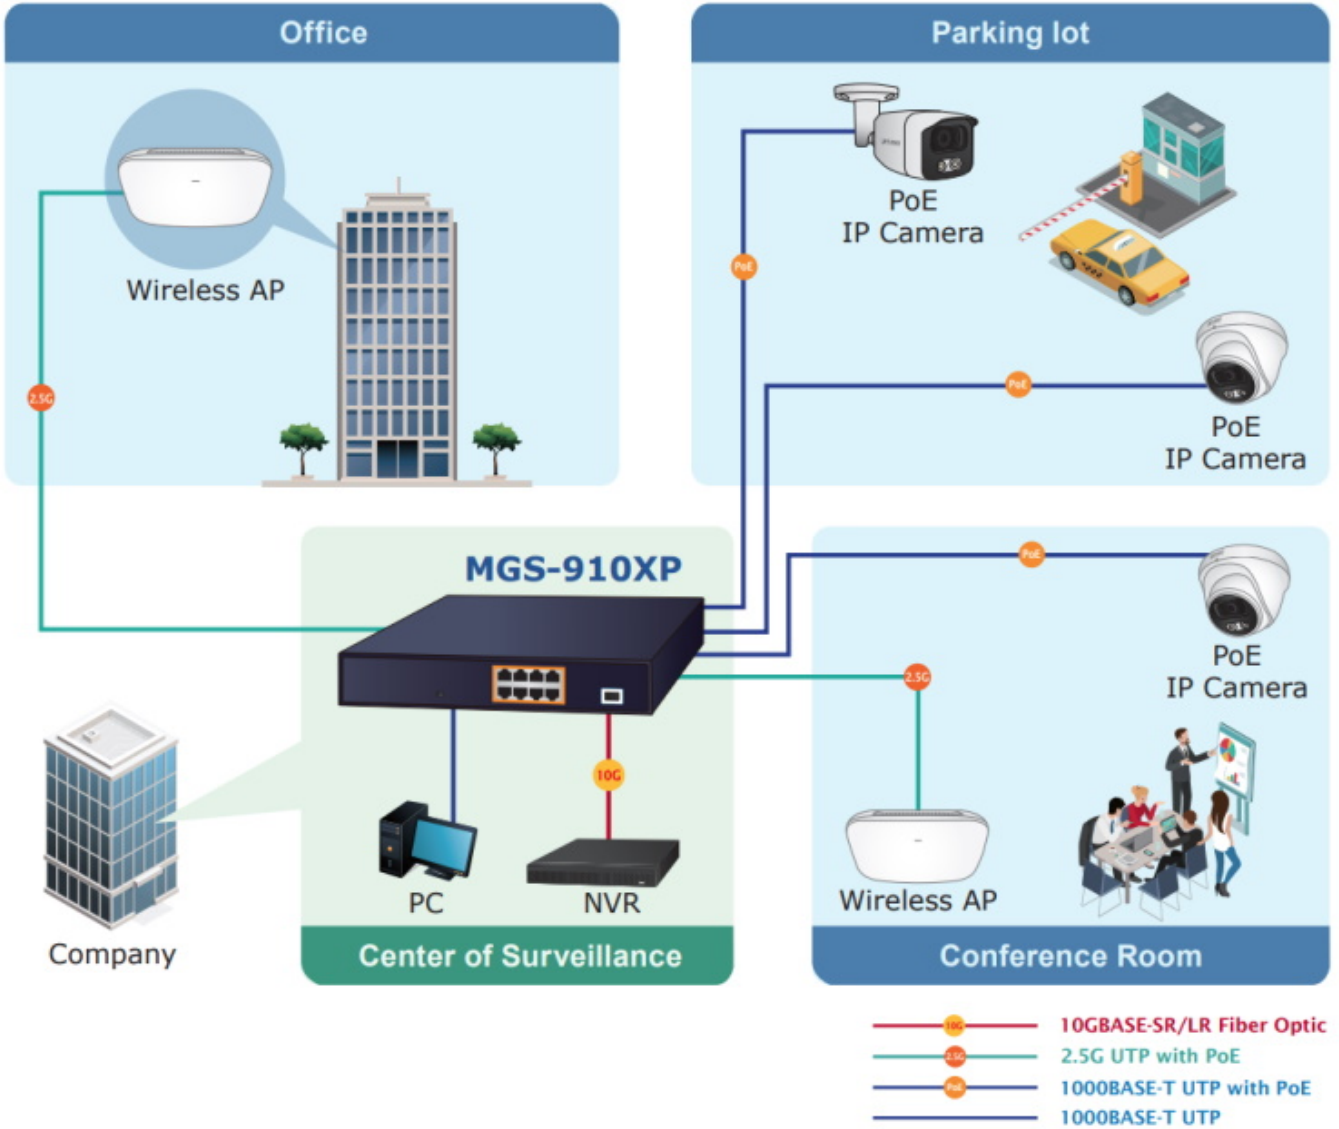 Office
Parking lot
Wireless AP
2.5G
PoE
IP Camera
PoE
PoE
PoE
IP Camera
MGS-910XP
PoE
PoE
IP Camera
2.5G
10G
PC
NVR
Wireless AP
Company
Center of Surveillance
Conference Room
10G
10GBASE-SR/LR Fiber Optic
2.5G
2.5G UTP with PoE
PoE
1000BASE-T UTP with PoE
1000BASE-T UTP